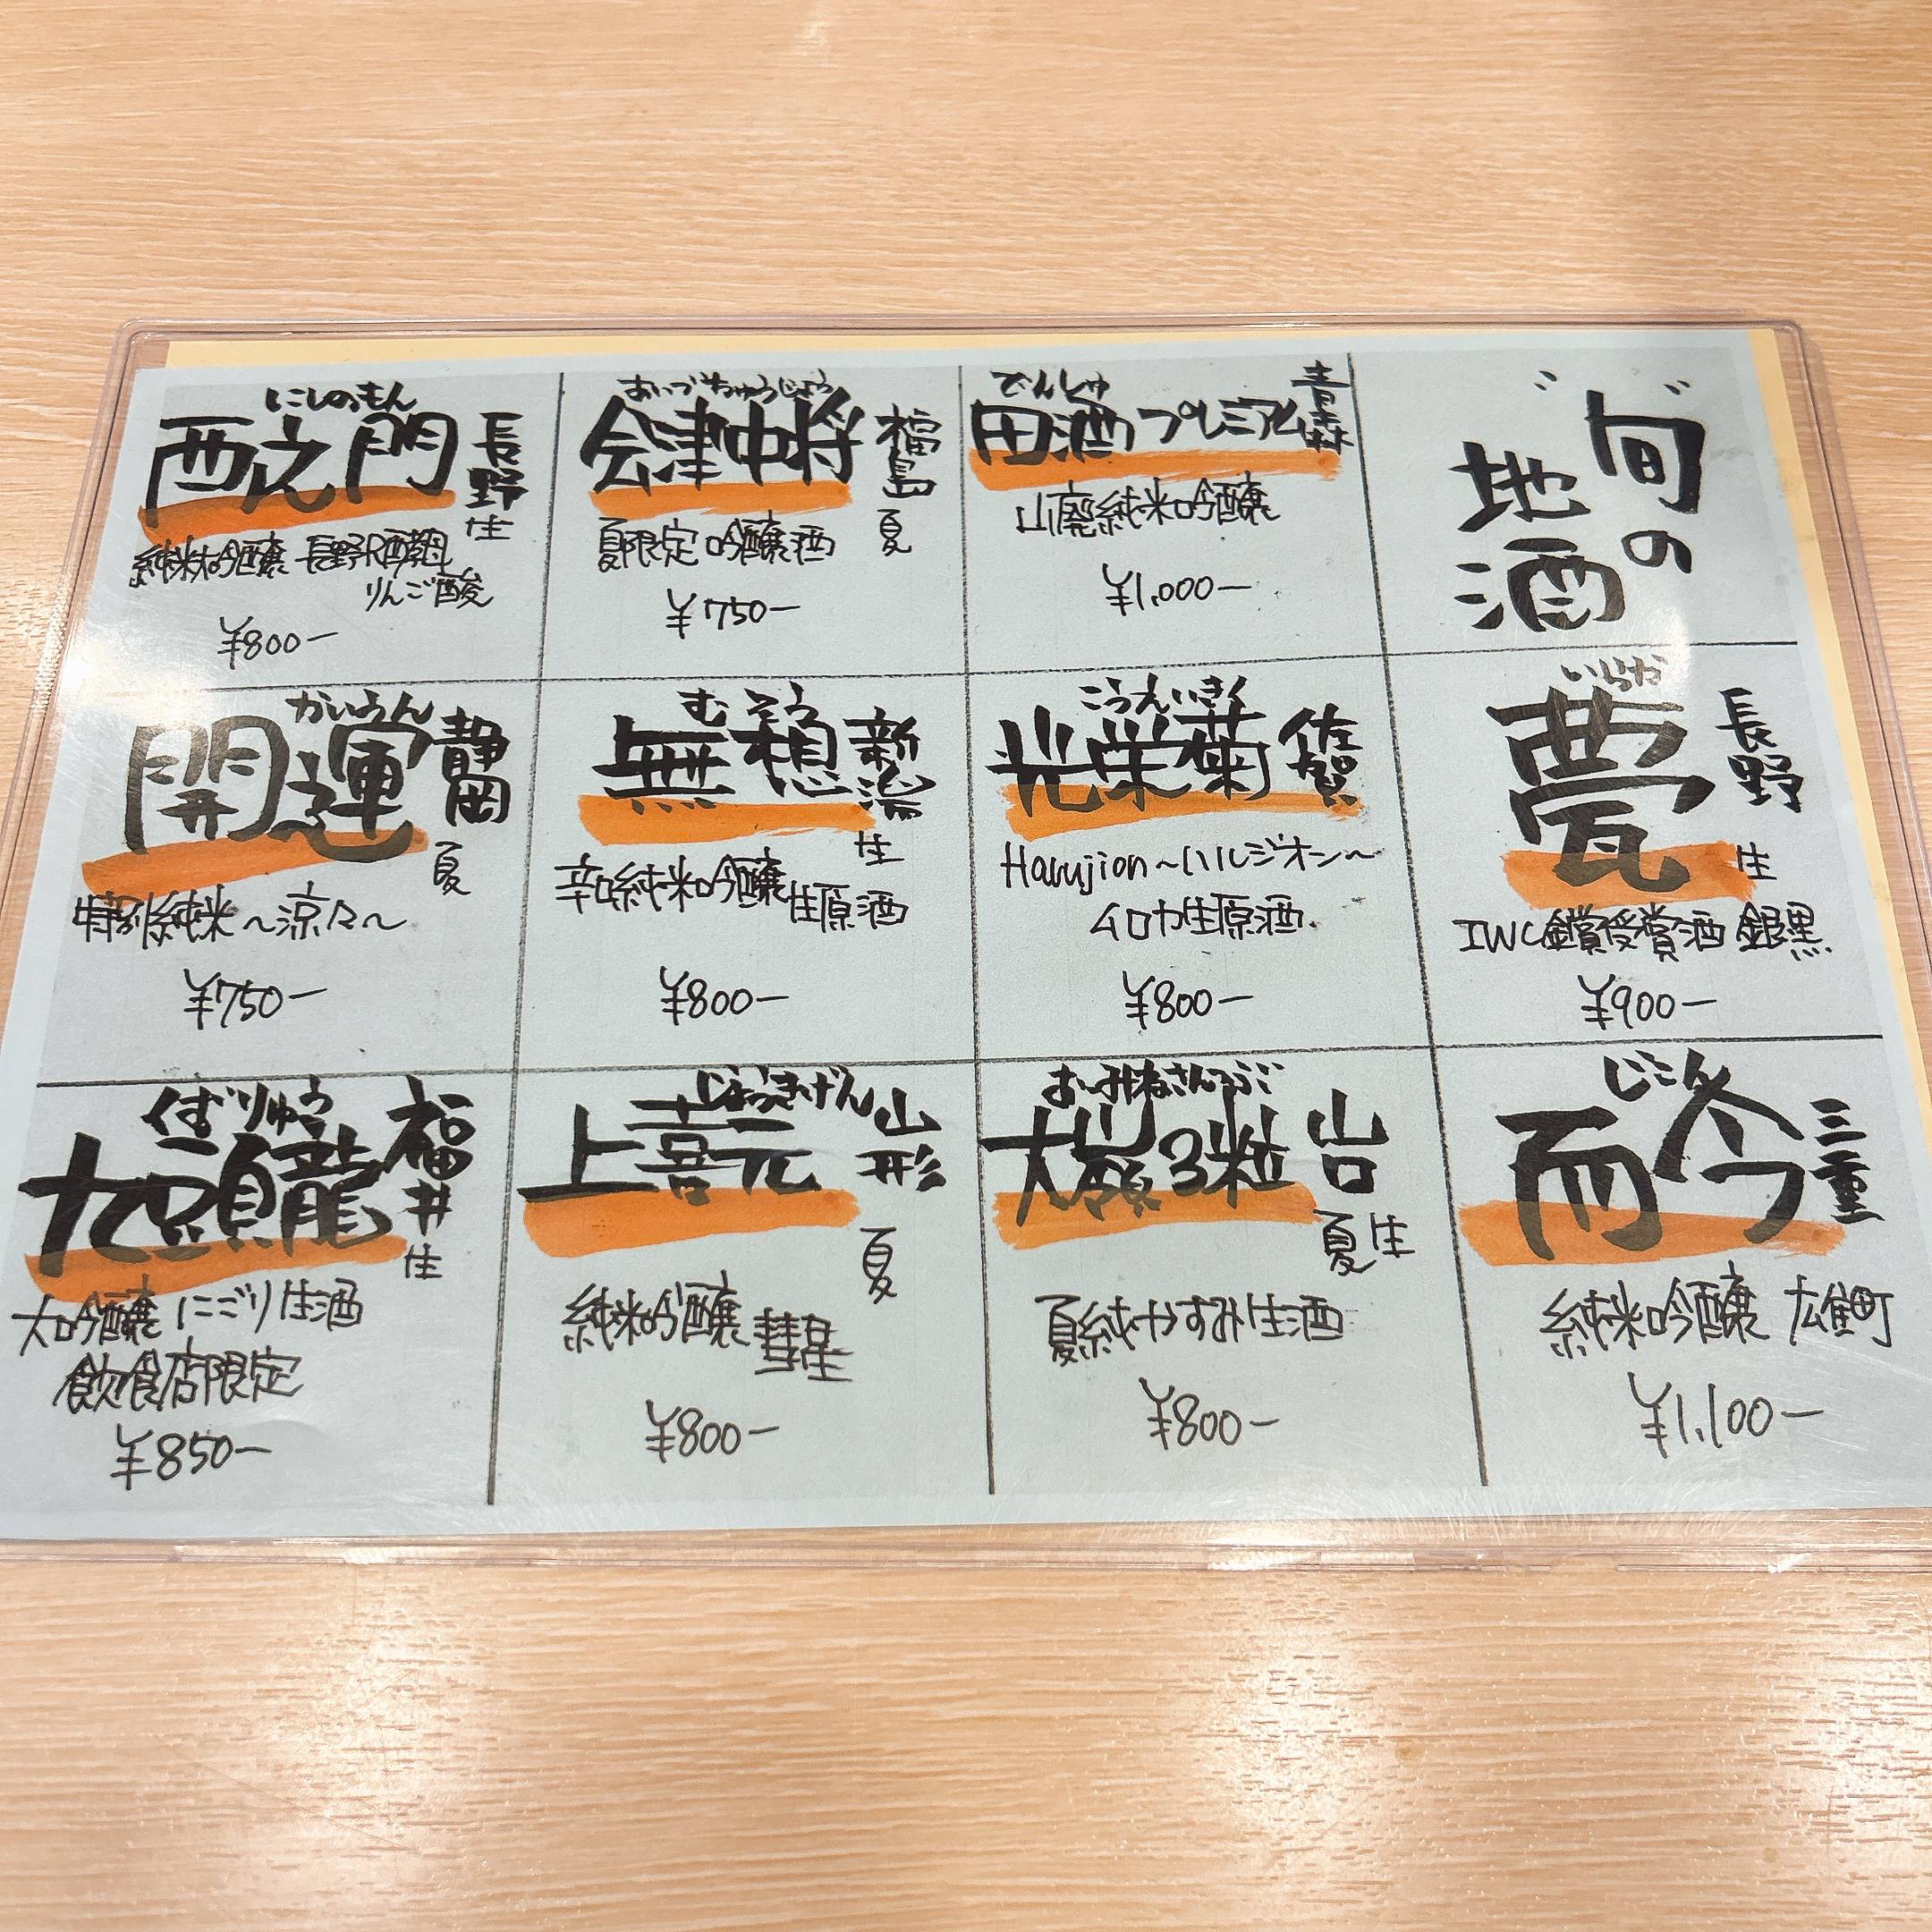 旬の
地酒
でんしゅ
田酒 プレミアム
青森
山廃純米吟醸
¥1,000ー
あいづちゅうじょう
会津中将
福島
夏
夏限定 吟醸酒
¥750ー
にしのもん
西之門
長野
生
純米吟醸 長野R酵母
りんご酸
¥800ー
いらか
甍
長野
生
IWC金賞受賞酒 銀黒
¥900ー
こうえいぎく
光栄菊
佐賀
Harujion〜ハルジオン〜
ムロカ生原酒
¥800ー
むそう
無想
新潟
生
辛口純米吟醸生原酒
¥800ー
かいうん
開運
静岡
夏
特別純米〜涼々〜
¥750ー
じこん
而今
三重
純米吟醸 雄町
¥1,100ー
おおみねさんつぶ
大嶺3粒
山口
夏生
夏純かすみ生酒
¥800ー
じょうきげん
上喜元
山形
夏
純米吟醸 彗星
¥800ー
くずりゅう
九頭龍
福井
生
大吟醸 にごり生酒
飲食店限定
¥850ー